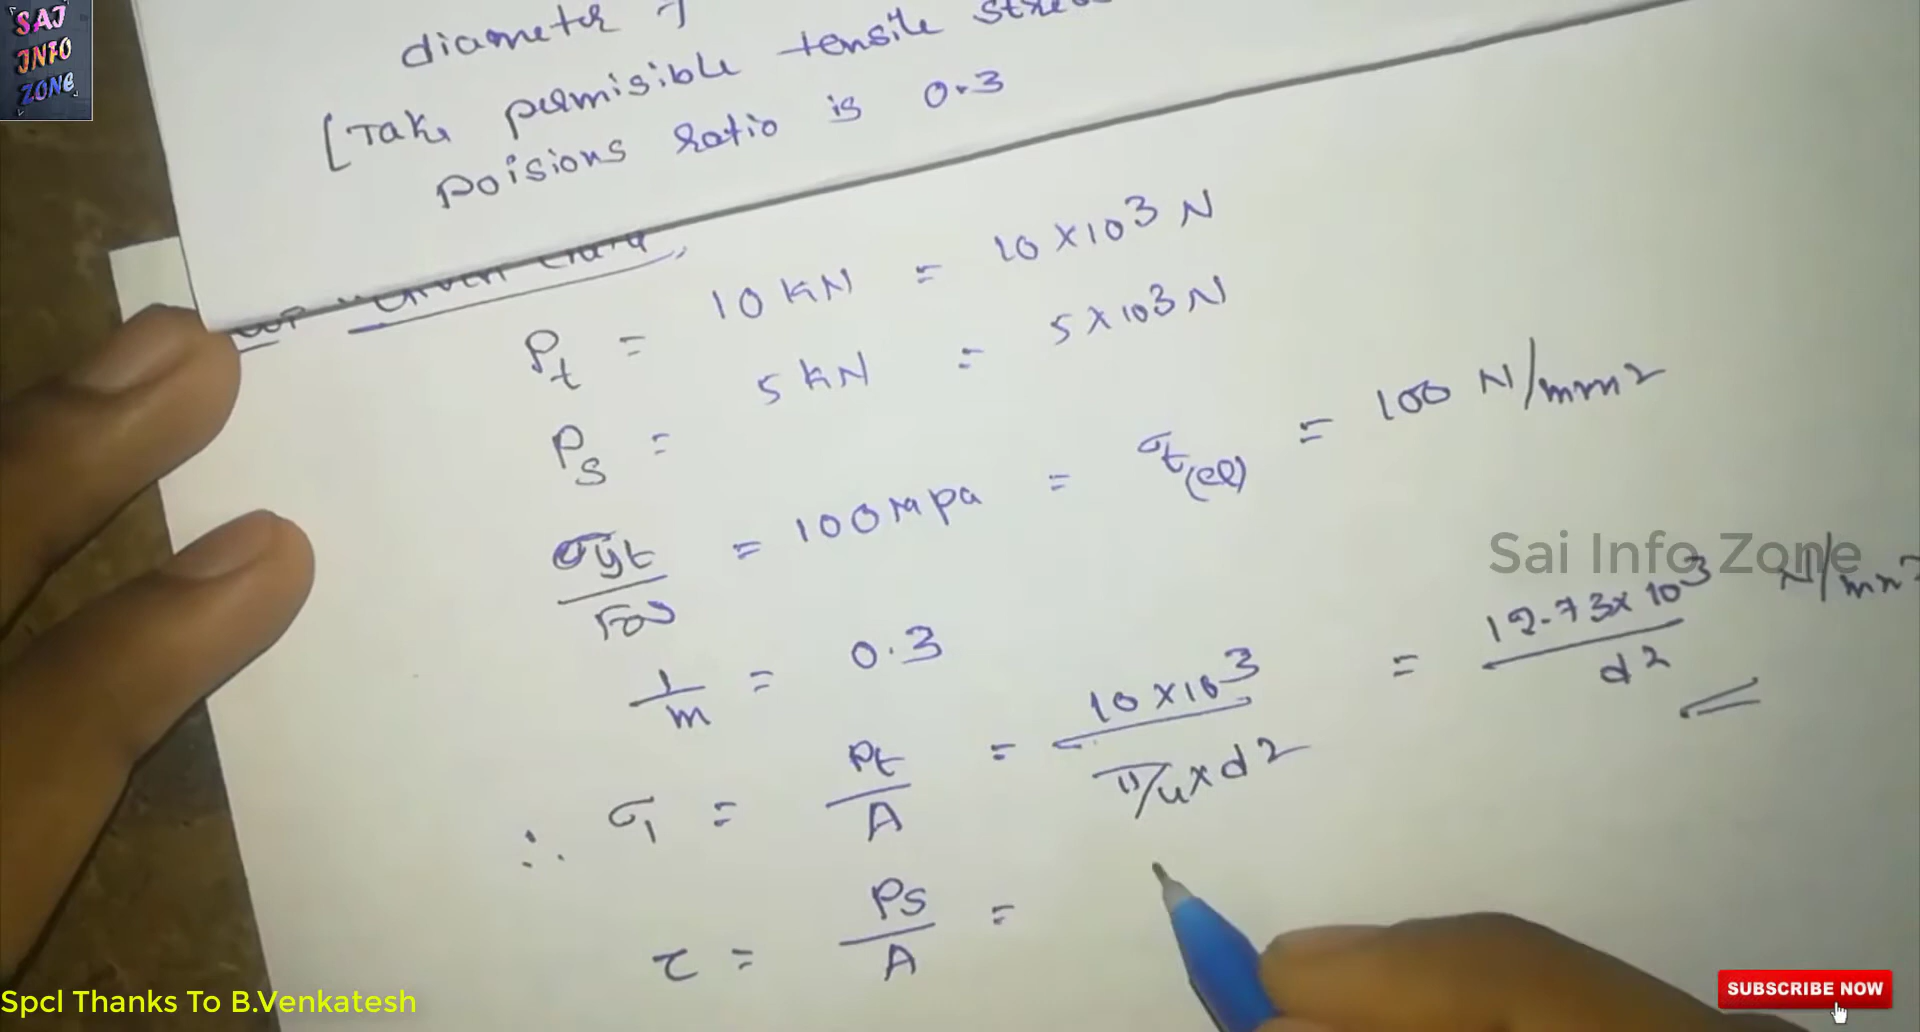 SAI
INFO
ZONE
diameter
[Take permisible tensile
poisions ratio is 0.3
Pt = 10 KN = 10 × 10³ N
Ps = 5 KN = 5 × 10³ N
σyt/FOS = 100 Mpa = σt(el) = 100 N/mm²
1/m = 0.3
∴ σ1 = Pt/A = 10 × 10³/π/4 × d² = 12.73 × 10³/d² N/mm²
τ = Ps/A =
Sai Info Zone
Spcl Thanks To B.Venkatesh
SUBSCRIBE NOW